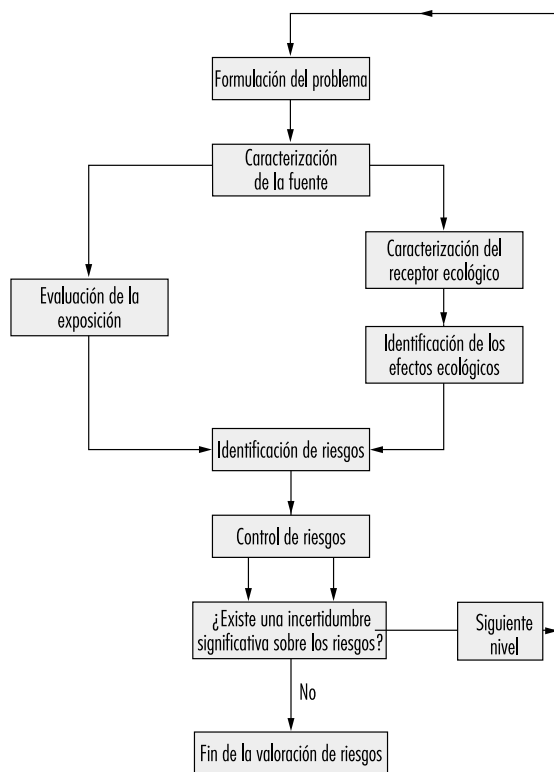 Formulación del problema
Caracterización
de la fuente
Caracterización del
receptor ecológico
Evaluación de la
exposición
Identificación de los
efectos ecológicos
Identificación de riesgos
Control de riesgos
¿Existe una incertidumbre
significativa sobre los riesgos?
Siguiente
nivel
No
Fin de la valoración de riesgos